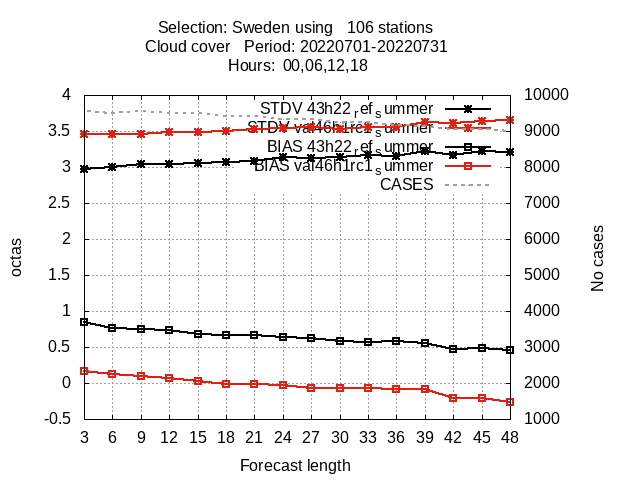 Selection: Sweden using 106 stations
Cloud cover Period: 20220701-20220731
Hours: 00,06,12,18
STDV 43h22_ref_summer
STDV val46h1rc1_summer
BIAS 43h22_ref_summer
BIAS val46h1rc1_summer
CASES
4
3.5
3
2.5
2
1.5
1
0.5
0
-0.5
octas
10000
9000
8000
7000
6000
5000
4000
3000
2000
1000
No cases
3 6 9 12 15 18 21 24 27 30 33 36 39 42 45 48
Forecast length